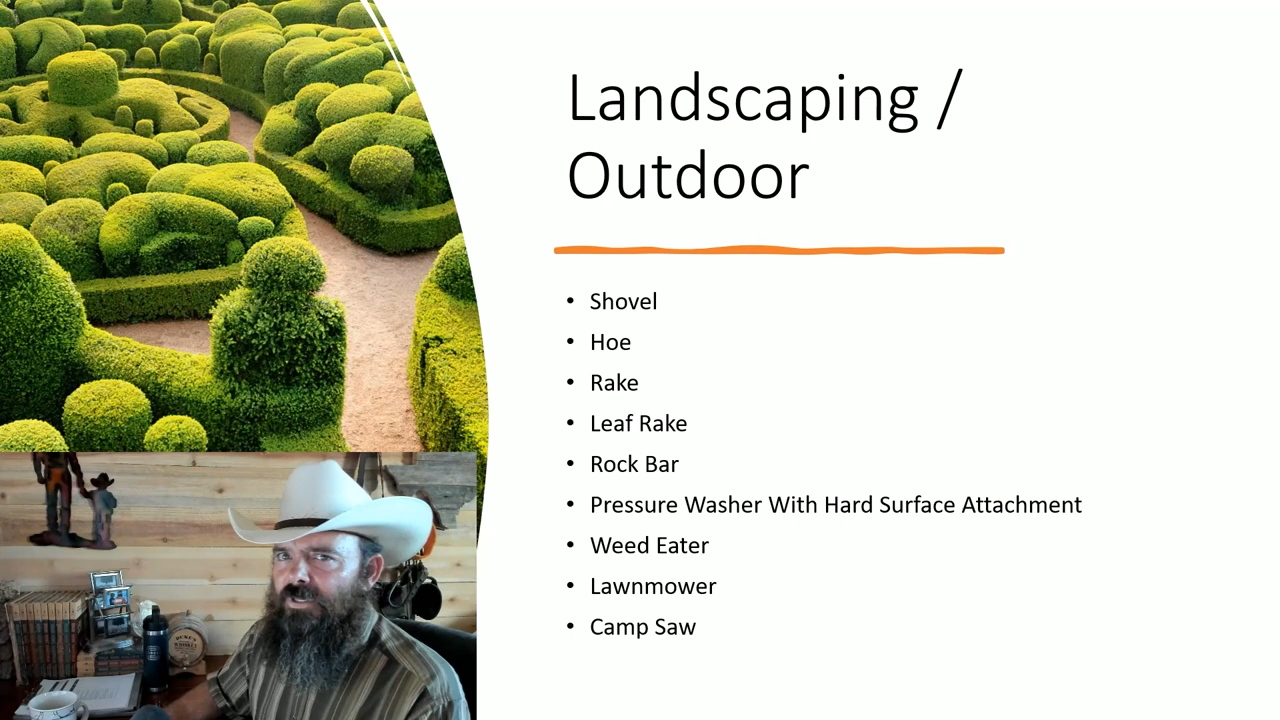 Landscaping /
Outdoor
• Shovel
• Hoe
• Rake
• Leaf Rake
• Rock Bar
• Pressure Washer With Hard Surface Attachment
• Weed Eater
• Lawnmower
• Camp Saw